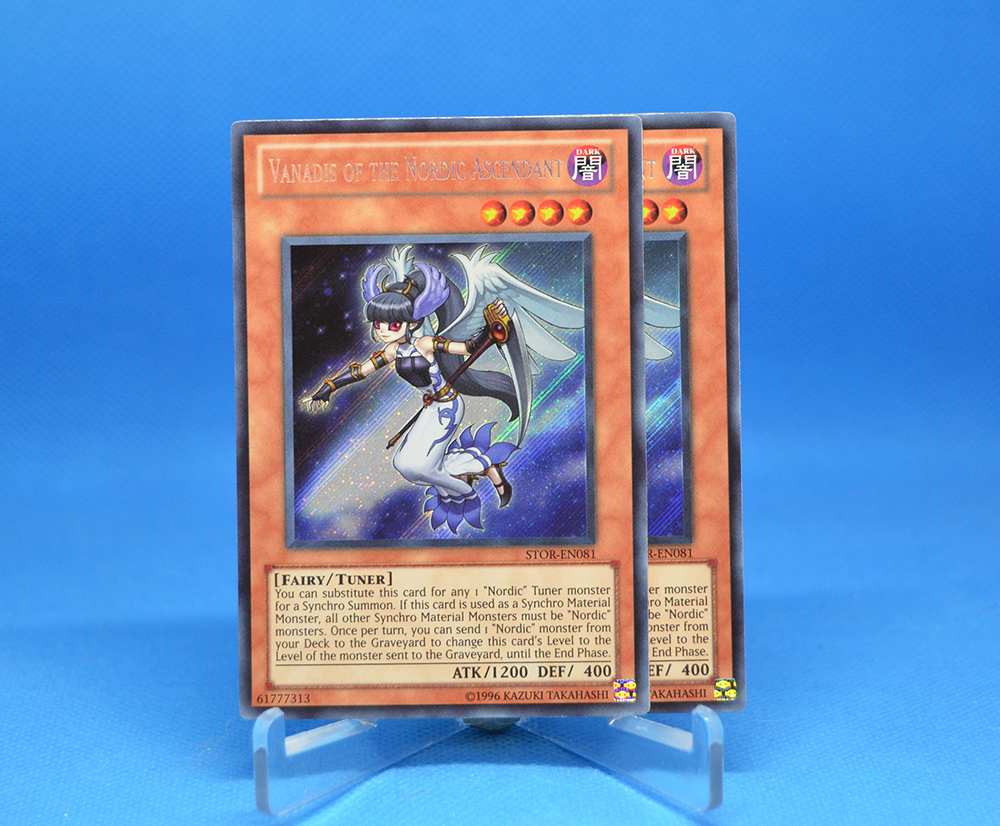 VANADIS OF THE NORDIC ASCENDANT
DARK
闇
NT
DARK
闇
STOR-EN081
R-EN081
[FAIRY/TUNER]
You can substitute this card for any 1 "Nordic" Tuner monster
for a Synchro Summon. If this card is used as a Synchro Material
Monster, all other Synchro Material Monsters must be "Nordic"
monsters. Once per turn, you can send 1 "Nordic" monster from
your Deck to the Graveyard to change this card's Level to the
Level of the monster sent to the Graveyard, until the End Phase.
ATK/1200 DEF/ 400
61777313
©1996 KAZUKI TAKAHASHI
er monster
hro Material
be "Nordic"
onster from
evel to the
End Phase.
DEF/ 400
TAKAHASHI